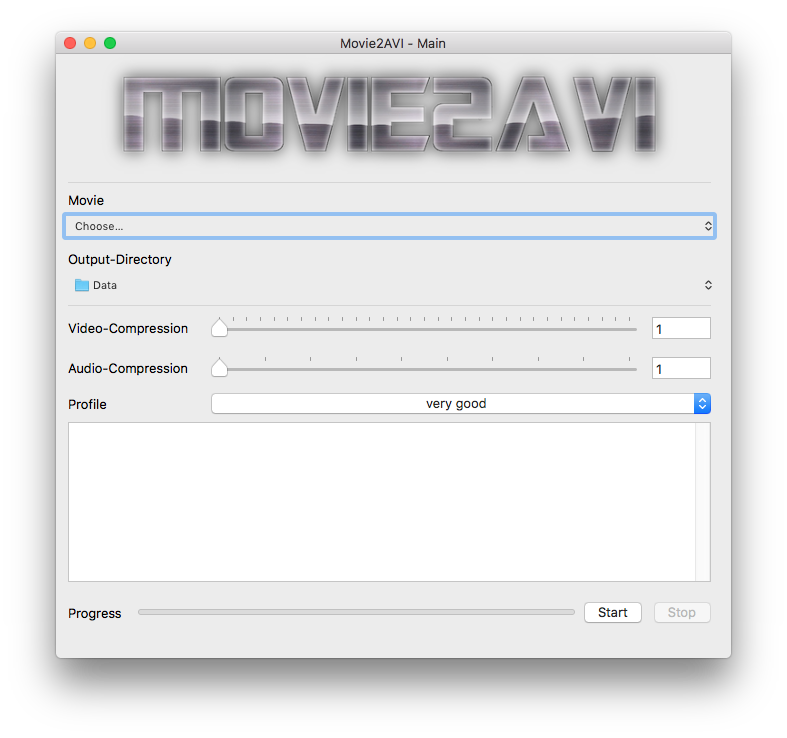 Movie2AVI - Main
MOVIE2AVI
Movie
Choose...
Output-Directory
Data
Video-Compression 1
Audio-Compression 1
Profile very good
Progress Start Stop